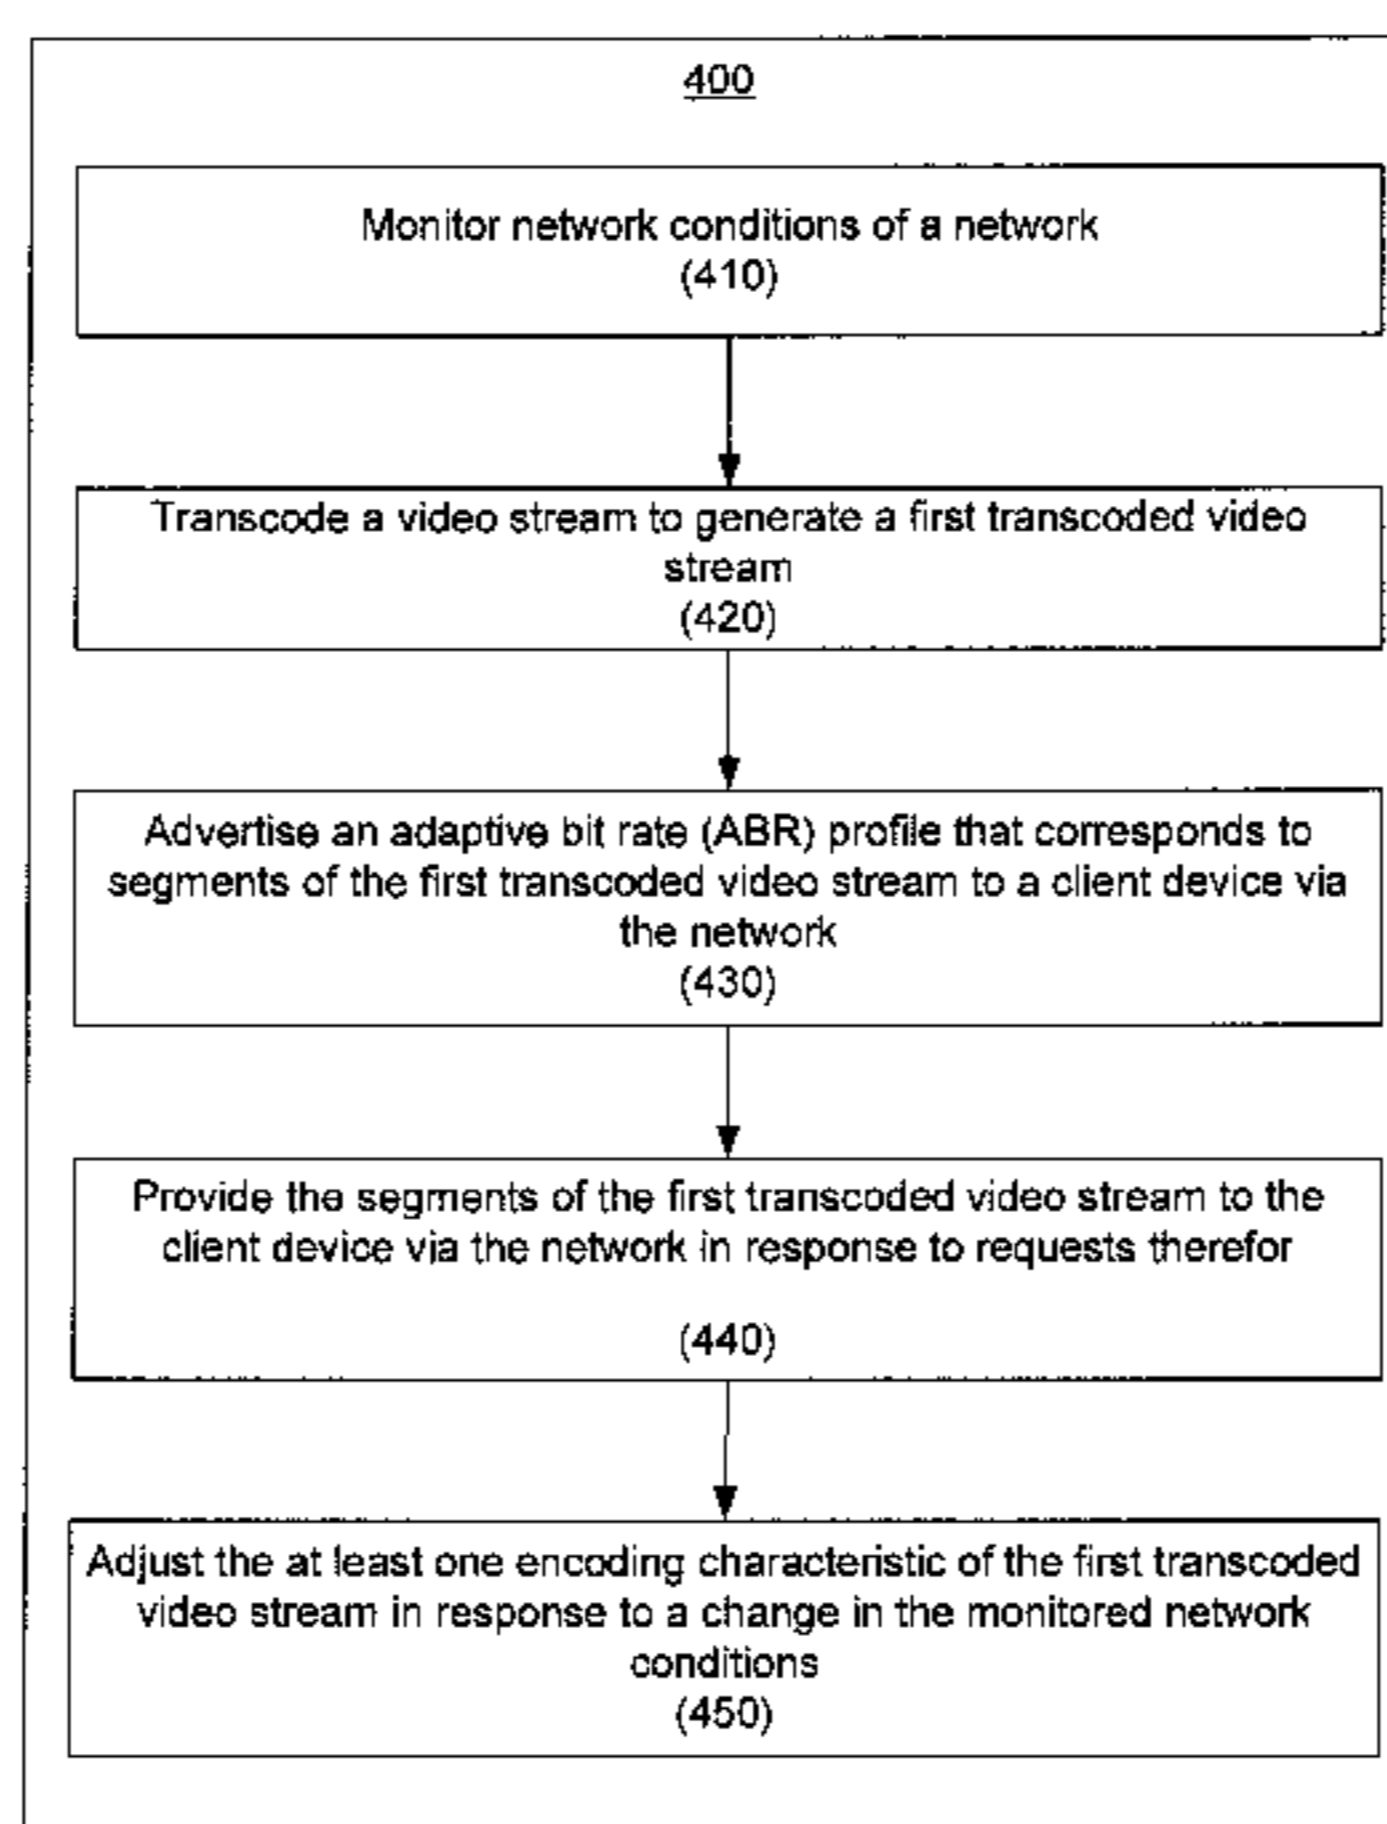 400
Monitor network conditions of a network
(410)
Transcode a video stream to generate a first transcoded video
stream
(420)
Advertise an adaptive bit rate (ABR) profile that corresponds to
segments of the first transcoded video stream to a client device via
the network
(430)
Provide the segments of the first transcoded video stream to the
client device via the network in response to requests therefor
(440)
Adjust the at least one encoding characteristic of the first transcoded
video stream in response to a change in the monitored network
conditions
(450)